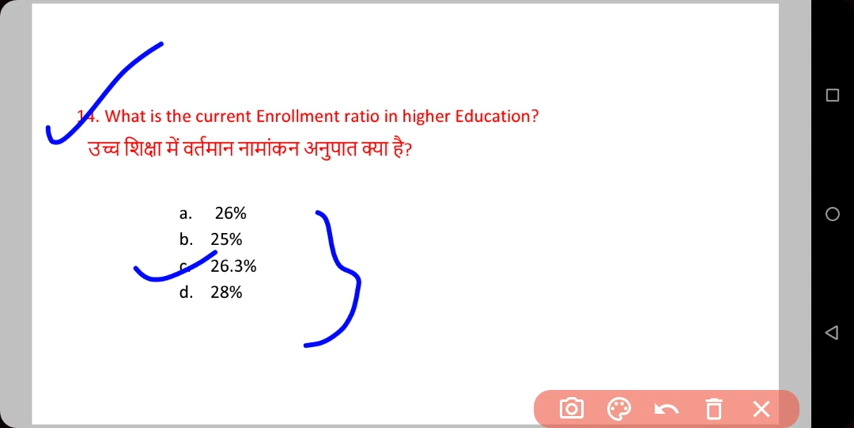 14. What is the current Enrollment ratio in higher Education?
उच्च शिक्षा में वर्तमान नामांकन अनुपात क्या है?
a. 26%
b. 25%
c. 26.3%
d. 28%